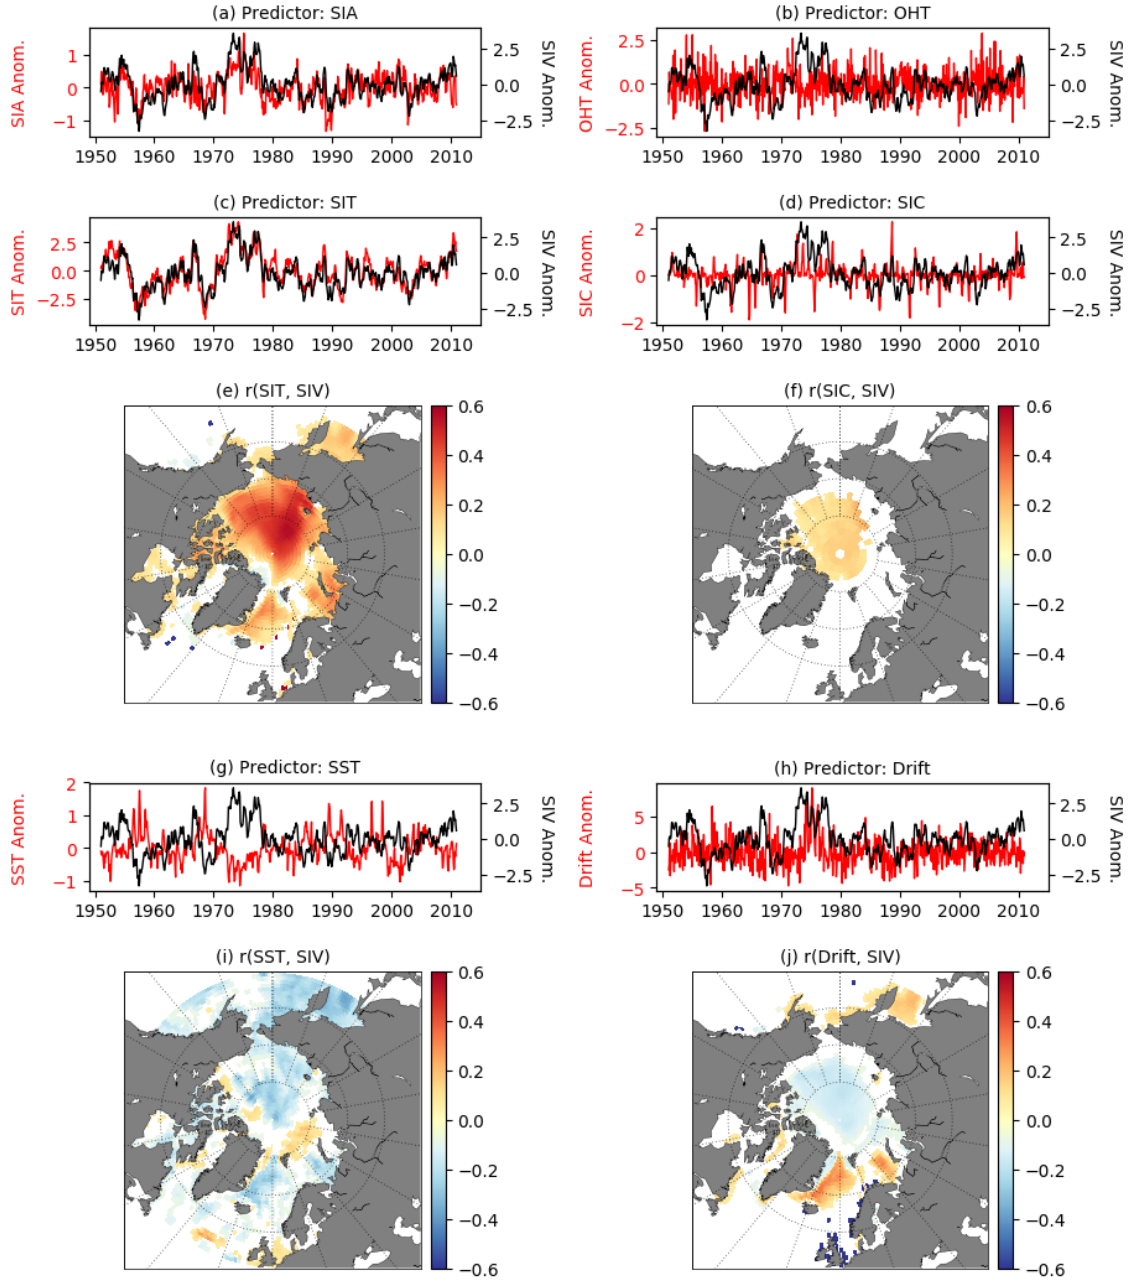 (a) Predictor: SIA
SIA Anom.
1
0
−1
2.5
0.0
−2.5
SIV Anom.
1950 1960 1970 1980 1990 2000 2010
(b) Predictor: OHT
OHT Anom.
2.5
0.0
−2.5
2.5
0.0
−2.5
SIV Anom.
1950 1960 1970 1980 1990 2000 2010
(c) Predictor: SIT
SIT Anom.
2.5
0.0
−2.5
2.5
0.0
−2.5
SIV Anom.
1950 1960 1970 1980 1990 2000 2010
(d) Predictor: SIC
SIC Anom.
2
0
−2
2.5
0.0
−2.5
SIV Anom.
1950 1960 1970 1980 1990 2000 2010
(e) r(SIT, SIV)
0.6
0.4
0.2
0.0
−0.2
−0.4
−0.6
(f) r(SIC, SIV)
0.6
0.4
0.2
0.0
−0.2
−0.4
−0.6
(g) Predictor: SST
SST Anom.
2
1
0
−1
2.5
0.0
−2.5
SIV Anom.
1950 1960 1970 1980 1990 2000 2010
(h) Predictor: Drift
Drift Anom.
5
0
−5
2.5
0.0
−2.5
SIV Anom.
1950 1960 1970 1980 1990 2000 2010
(i) r(SST, SIV)
0.6
0.4
0.2
0.0
−0.2
−0.4
−0.6
(j) r(Drift, SIV)
0.6
0.4
0.2
0.0
−0.2
−0.4
−0.6